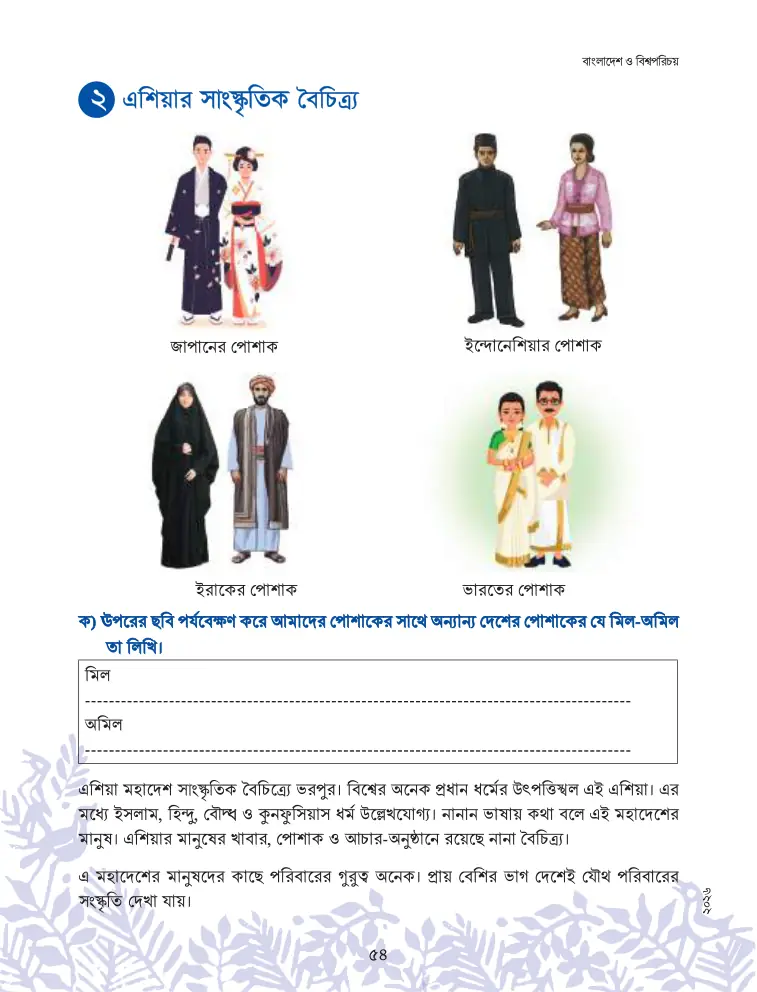 বাংলাদেশ ও বিশ্বপরিচয়
২ এশিয়ার সাংস্কৃতিক বৈচিত্র্য
জাপানের পোশাক
ইন্দোনেশিয়ার পোশাক
ইরাকের পোশাক
ভারতের পোশাক
ক) উপরের ছবি পর্যবেক্ষণ করে আমাদের পোশাকের সাথে অন্যান্য দেশের পোশাকের যে মিল-অমিল
তা লিখি।
মিল
-------------------------------------------------------------------------------------------
অমিল
-------------------------------------------------------------------------------------------
এশিয়া মহাদেশ সাংস্কৃতিক বৈচিত্র্যে ভরপুর। বিশ্বের অনেক প্রধান ধর্মের উৎপত্তিস্থল এই এশিয়া। এর
মধ্যে ইসলাম, হিন্দু, বৌদ্ধ ও কুনফুসিয়াস ধর্ম উল্লেখযোগ্য। নানান ভাষায় কথা বলে এই মহাদেশের
মানুষ। এশিয়ার মানুষের খাবার, পোশাক ও আচার-অনুষ্ঠানে রয়েছে নানা বৈচিত্র্য।
এ মহাদেশের মানুষদের কাছে পরিবারের গুরুত্ব অনেক। প্রায় বেশির ভাগ দেশেই যৌথ পরিবারের
সংস্কৃতি দেখা যায়।
২০২৬
৫৪